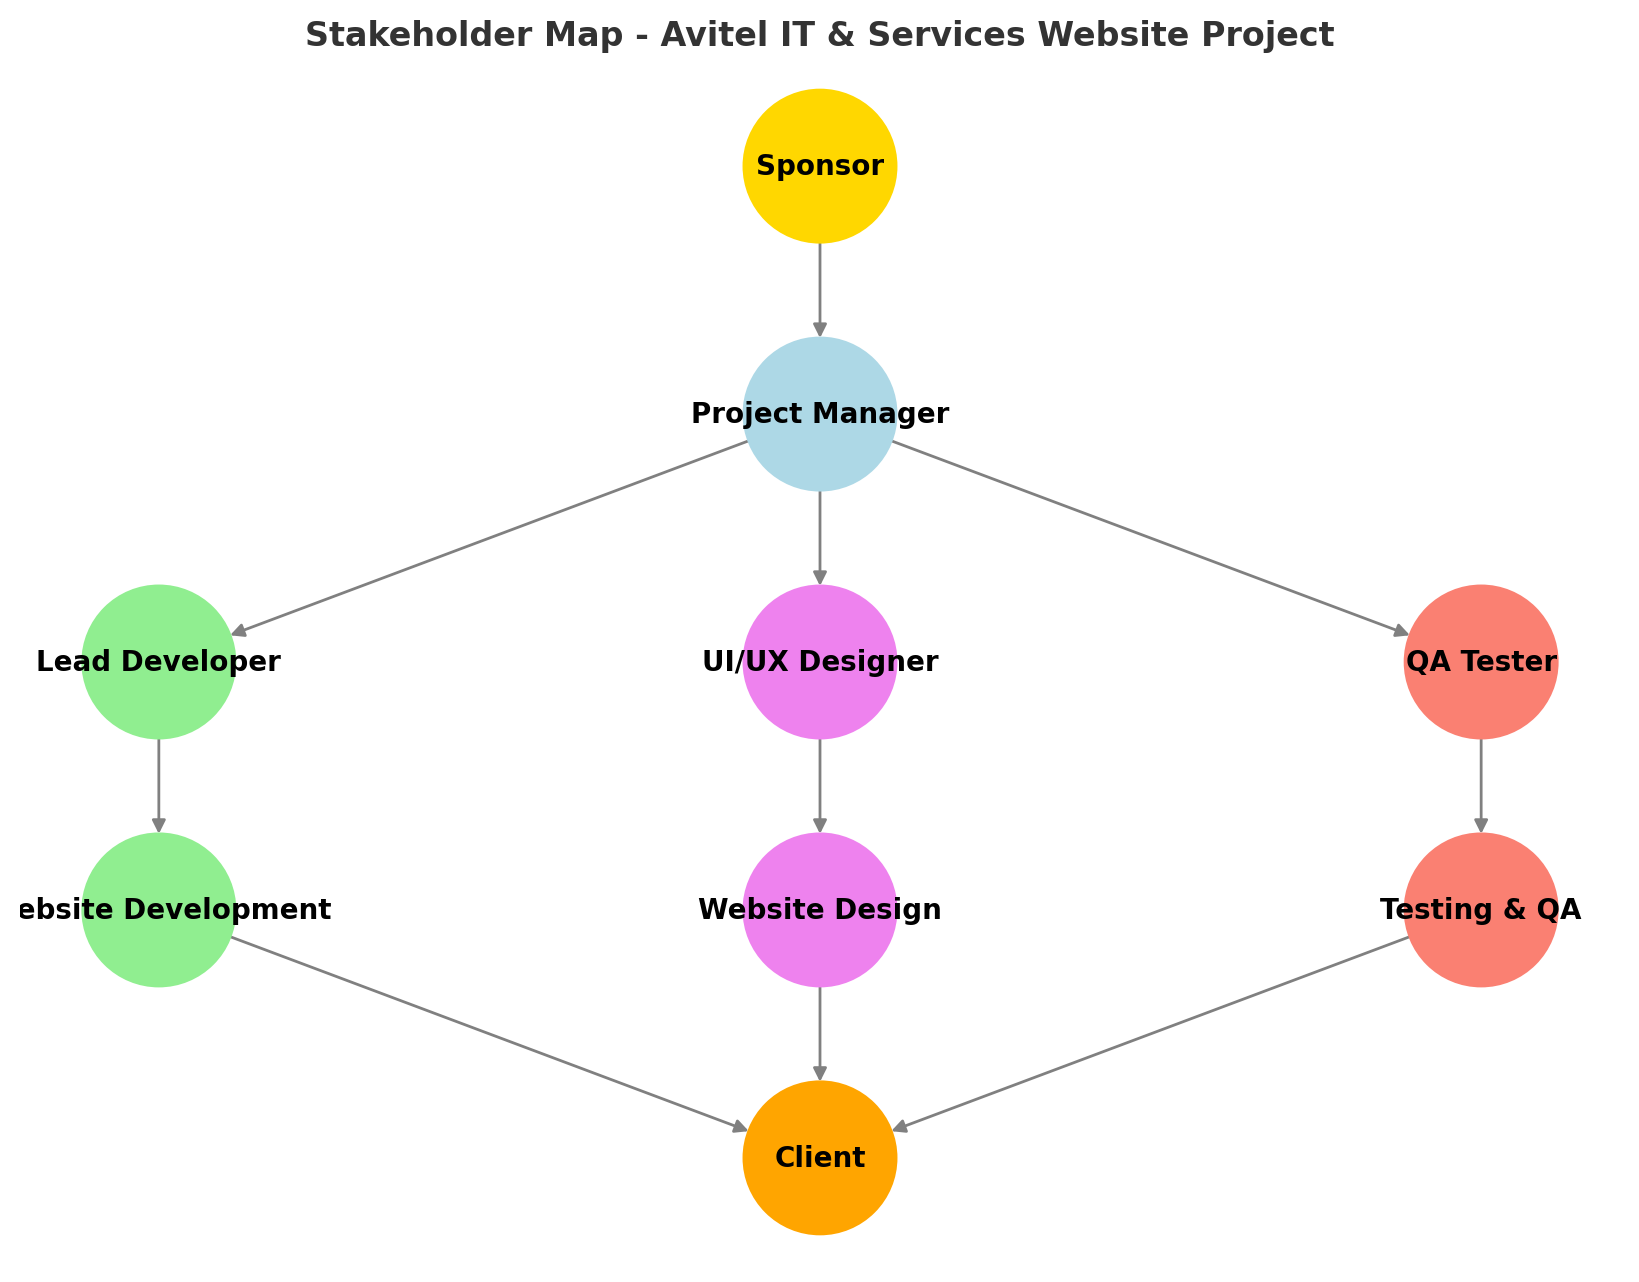 Stakeholder Map - Avitel IT & Services Website Project
Sponsor
Project Manager
Lead Developer
UI/UX Designer
QA Tester
ebsite Development
Website Design
Testing & QA
Client